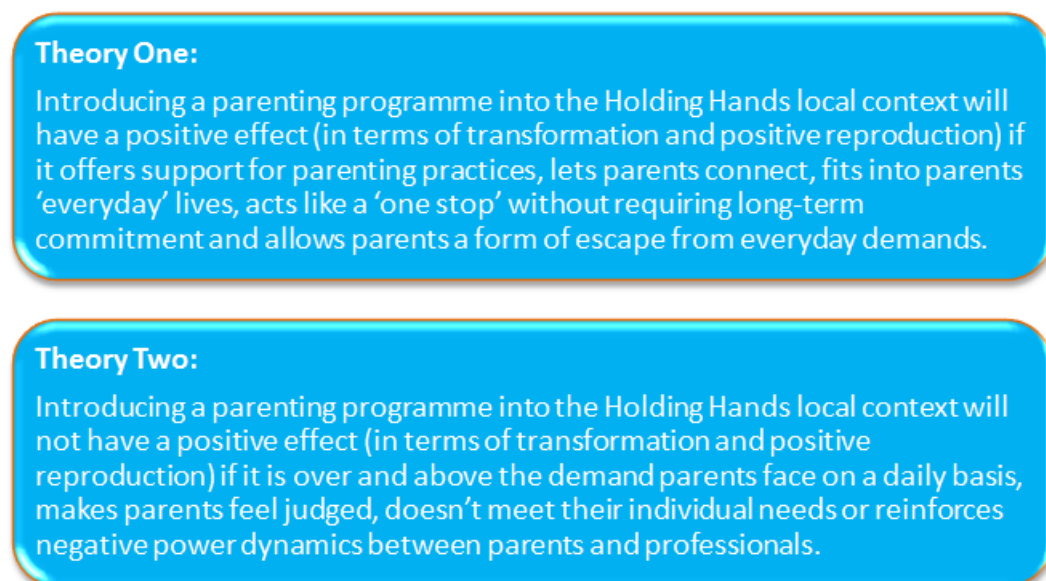 Theory One:
Introducing a parenting programme into the Holding Hands local context will
have a positive effect (in terms of transformation and positive reproduction) if
it offers support for parenting practices, lets parents connect, fits into parents
‘everyday’ lives, acts like a ‘one stop’ without requiring long-term
commitment and allows parents a form of escape from everyday demands.
Theory Two:
Introducing a parenting programme into the Holding Hands local context will
not have a positive effect (in terms of transformation and positive
reproduction) if it is over and above the demand parents face on a daily basis,
makes parents feel judged, doesn’t meet their individual needs or reinforces
negative power dynamics between parents and professionals.